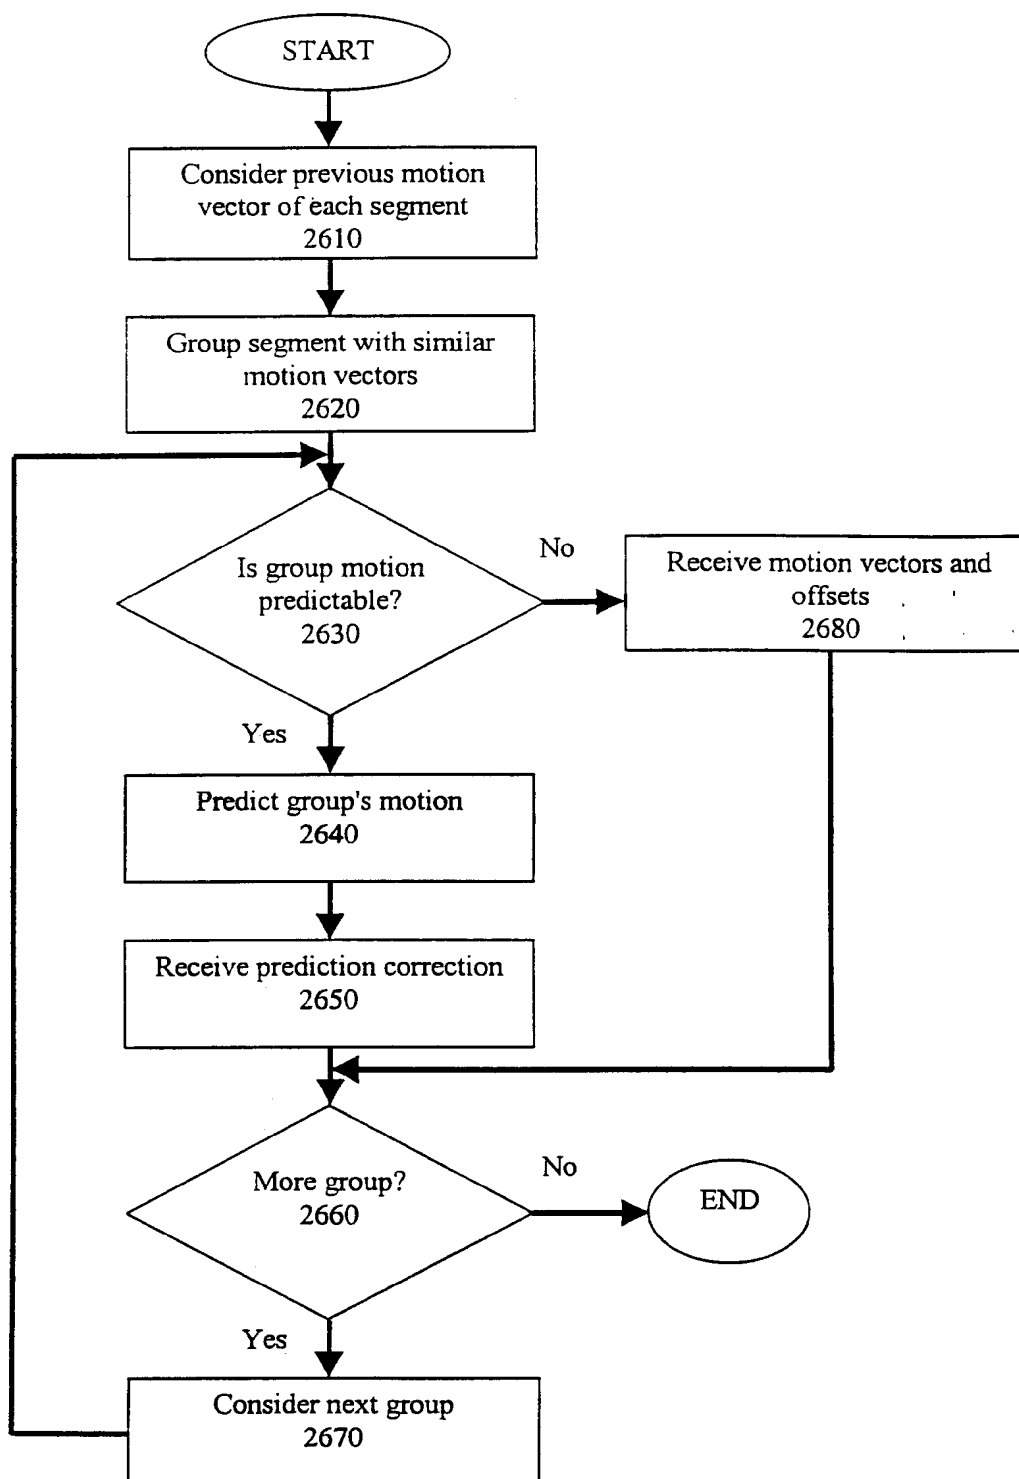 START
Consider previous motion
vector of each segment
2610
Group segment with similar
motion vectors
2620
Is group motion
predictable?
2630
No
Receive motion vectors and
offsets
2680
Yes
Predict group's motion
2640
Receive prediction correction
2650
More group?
2660
No
END
Yes
Consider next group
2670